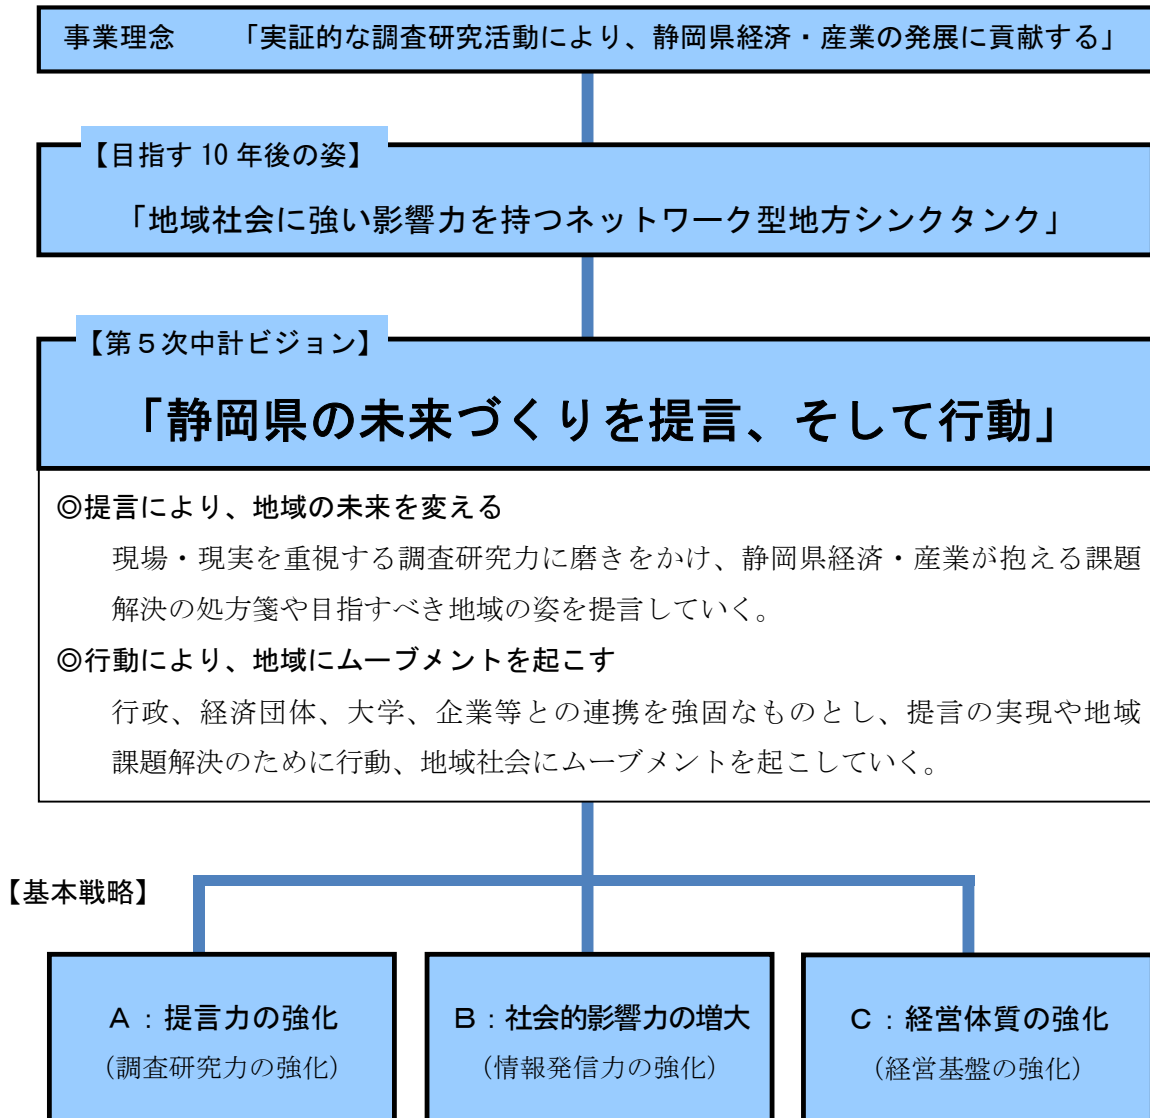 事業理念　　「実証的な調査研究活動により、静岡県経済・産業の発展に貢献する」
【目指す 10 年後の姿】
「地域社会に強い影響力を持つネットワーク型地方シンクタンク」
【第５次中計ビジョン】
「静岡県の未来づくりを提言、そして行動」
◎提言により、地域の未来を変える
現場・現実を重視する調査研究力に磨きをかけ、静岡県経済・産業が抱える課題
解決の処方箋や目指すべき地域の姿を提言していく。
◎行動により、地域にムーブメントを起こす
行政、経済団体、大学、企業等との連携を強固なものとし、提言の実現や地域
課題解決のために行動、地域社会にムーブメントを起こしていく。
【基本戦略】
Ａ：提言力の強化
（調査研究力の強化）
Ｂ：社会的影響力の増大
（情報発信力の強化）
Ｃ：経営体質の強化
（経営基盤の強化）